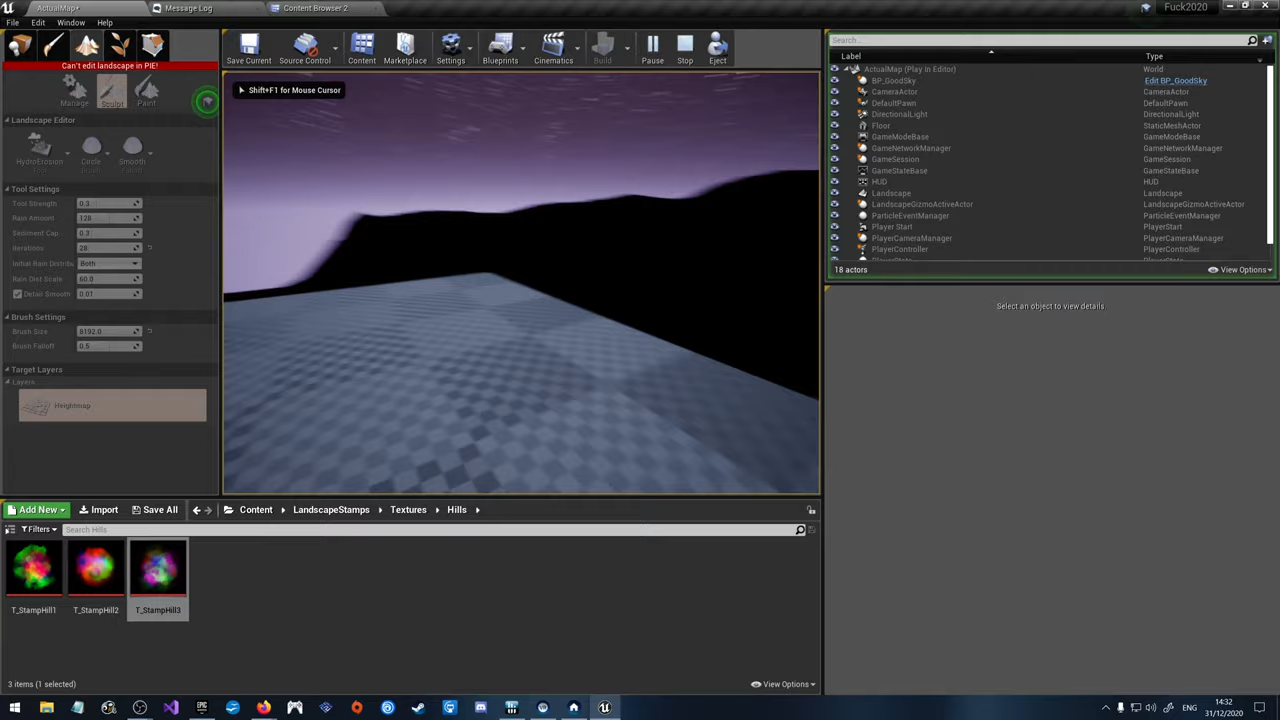 ActualMap*
Message Log
Content Browser 2
Fuck2020
File Edit Window Help
Save Current
Source Control
Content
Marketplace
Settings
Blueprints
Cinematics
Build
Pause
Stop
Eject
Can't edit landscape in PIE!
Manage
Sculpt
Paint
Landscape Editor
HydroErosion
Circle
Smooth
Tool Settings
Tool Strength 0.3
Rain Amount 128
Sediment Cap. 0.3
Iterations 28
Initial Rain Distribu Both
Rain Dist Scale 60.0
Detail Smooth 0.01
Brush Settings
Brush Size 8192.0
Brush Falloff 0.5
Target Layers
Layers
Heightmap
Shift+F1 for Mouse Cursor
Search...
Label Type
ActualMap (Play In Editor) World
BP_GoodSky Edit BP_GoodSky
CameraActor CameraActor
DefaultPawn DefaultPawn
DirectionalLight DirectionalLight
Floor StaticMeshActor
GameModeBase GameModeBase
GameNetworkManager GameNetworkManager
GameSession GameSession
GameStateBase GameStateBase
HUD HUD
Landscape Landscape
LandscapeGizmoActiveActor LandscapeGizmoActiveActor
ParticleEventManager ParticleEventManager
Player Start PlayerStart
PlayerCameraManager PlayerCameraManager
PlayerController PlayerController
18 actors
View Options
Select an object to view details.
Add New
Import
Save All
Content
LandscapeStamps
Textures
Hills
Filters
Search Hills
T_StampHill1
T_StampHill2
T_StampHill3
3 items (1 selected)
View Options
ENG
14:32
31/12/2020